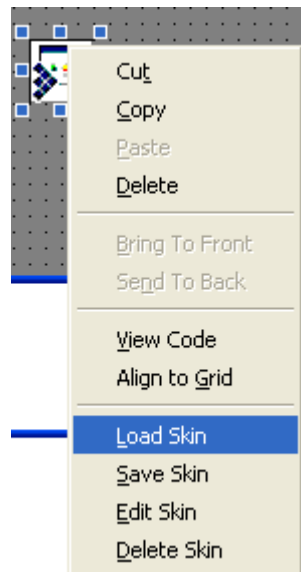 Cut
Copy
Paste
Delete
Bring To Front
Send To Back
View Code
Align to Grid
Load Skin
Save Skin
Edit Skin
Delete Skin